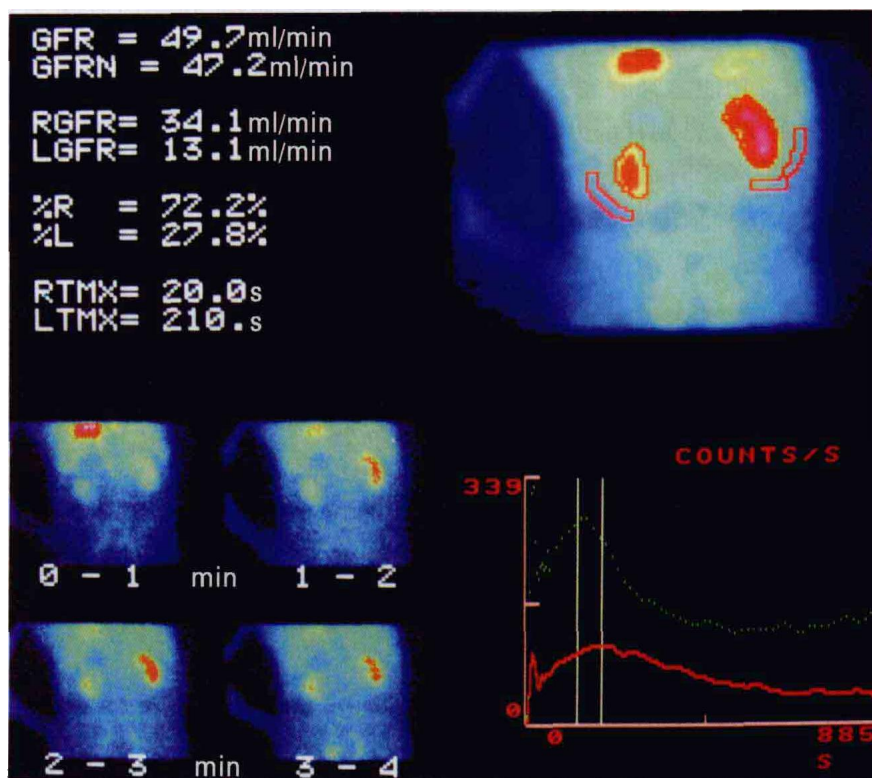 GFR = 49.7ml/min
GFRN = 47.2ml/min
RGFR= 34.1ml/min
LGFR= 13.1ml/min
%R = 72.2%
%L = 27.8%
RTMX= 20.0s
LTMX= 210.s
0 - 1 min 1 - 2
2 - 3 min 3 - 4
COUNTS/S
339
0
0 885
S